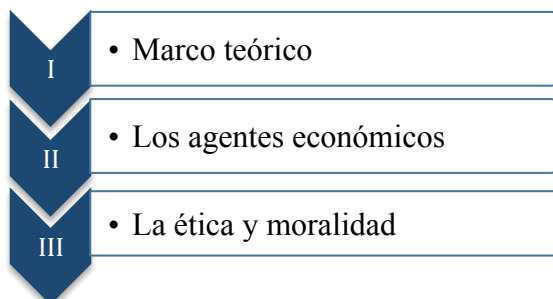 I
• Marco teórico
II
• Los agentes económicos
III
• La ética y moralidad